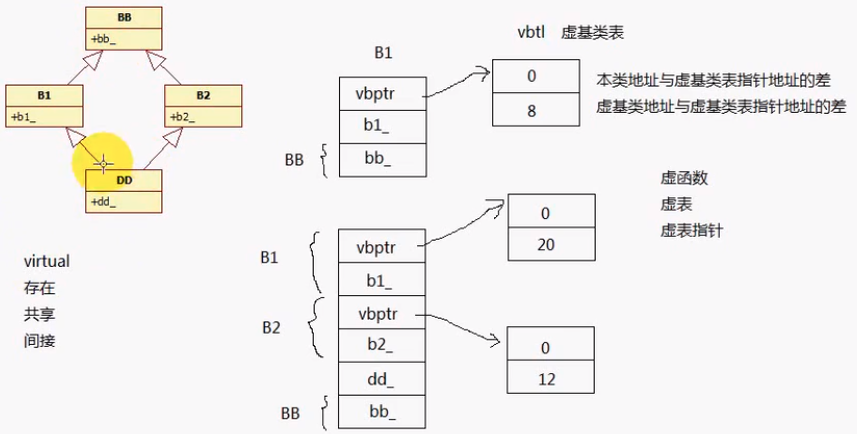 BB
+bb_
B1
+b1_
B2
+b2_
DD
+dd_
virtual
存在
共享
间接
B1
vbptr
b1_
BB
bb_
vbtl 虚基类表
0
本类地址与虚基类表指针地址的差
8
虚基类地址与虚基类表指针地址的差
虚函数
虚表
虚表指针
B1
vbptr
b1_
B2
vbptr
b2_
dd_
BB
bb_
0
20
0
12